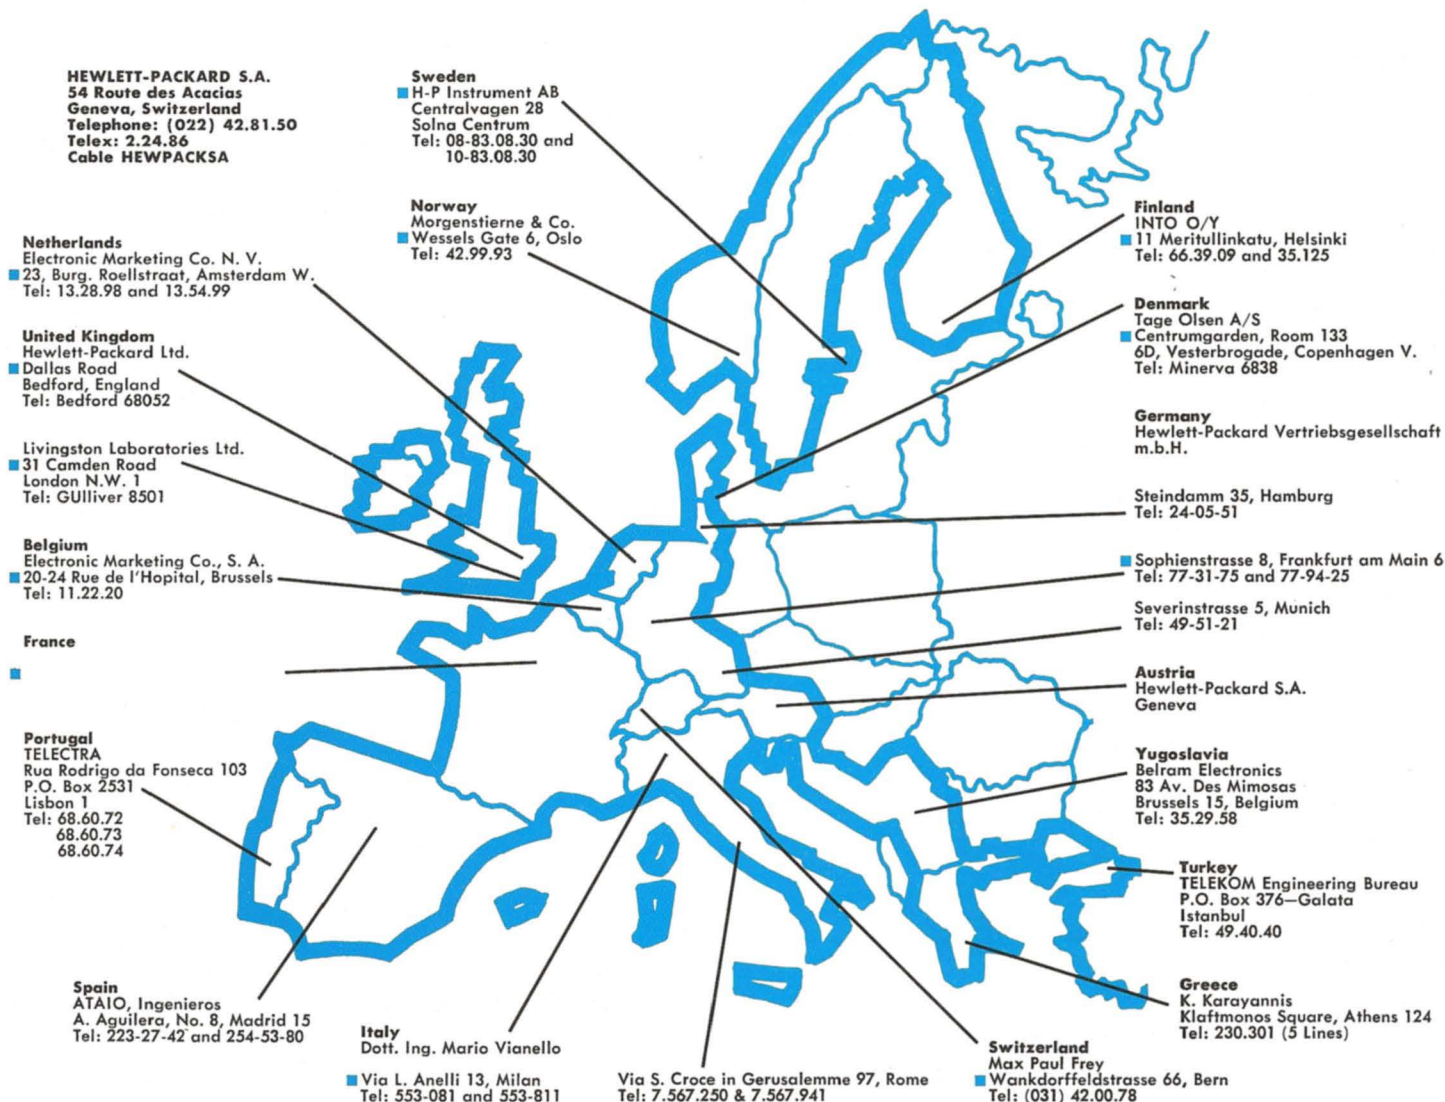 HEWLETT-PACKARD S.A.
54 Route des Acacias
Geneva, Switzerland
Telephone: (022) 42.81.50
Telex: 2.24.86
Cable HEWPACKSA
Sweden
H-P Instrument AB
Centralvagen 28
Solna Centrum
Tel: 08-83.08.30 and
10-83.08.30
Norway
Morgenstierne & Co.
Wessels Gate 6, Oslo
Tel: 42.99.93
Netherlands
Electronic Marketing Co. N. V.
23, Burg. Roellstraat, Amsterdam W.
Tel: 13.28.98 and 13.54.99
United Kingdom
Hewlett-Packard Ltd.
Dallas Road
Bedford, England
Tel: Bedford 68052
Livingston Laboratories Ltd.
31 Camden Road
London N.W. 1
Tel: GUlliver 8501
Belgium
Electronic Marketing Co., S. A.
20-24 Rue de l'Hopital, Brussels
Tel: 11.22.20
France
Portugal
TELECTRA
Rua Rodrigo da Fonseca 103
P.O. Box 2531
Lisbon 1
Tel: 68.60.72
68.60.73
68.60.74
Spain
ATAIO, Ingenieros
A. Aguilera, No. 8, Madrid 15
Tel: 223-27-42 and 254-53-80
Italy
Dott. Ing. Mario Vianello
Via L. Anelli 13, Milan
Tel: 553-081 and 553-811
Via S. Croce in Gerusalemme 97, Rome
Tel: 7.567.250 & 7.567.941
Switzerland
Max Paul Frey
Wankdorffeldstrasse 66, Bern
Tel: (031) 42.00.78
Finland
INTO O/Y
11 Meritullinkatu, Helsinki
Tel: 66.39.09 and 35.125
Denmark
Tage Olsen A/S
Centrumgarden, Room 133
6D, Vesterbrogade, Copenhagen V.
Tel: Minerva 6838
Germany
Hewlett-Packard Vertriebsgesellschaft
m.b.H.
Steindamm 35, Hamburg
Tel: 24-05-51
Sophienstrasse 8, Frankfurt am Main 6
Tel: 77-31-75 and 77-94-25
Severinstrasse 5, Munich
Tel: 49-51-21
Austria
Hewlett-Packard S.A.
Geneva
Yugoslavia
Belram Electronics
83 Av. Des Mimosas
Brussels 15, Belgium
Tel: 35.29.58
Turkey
TELEKOM Engineering Bureau
P.O. Box 376—Galata
Istanbul
Tel: 49.40.40
Greece
K. Karayannis
Klaftmonos Square, Athens 124
Tel: 230.301 (5 Lines)